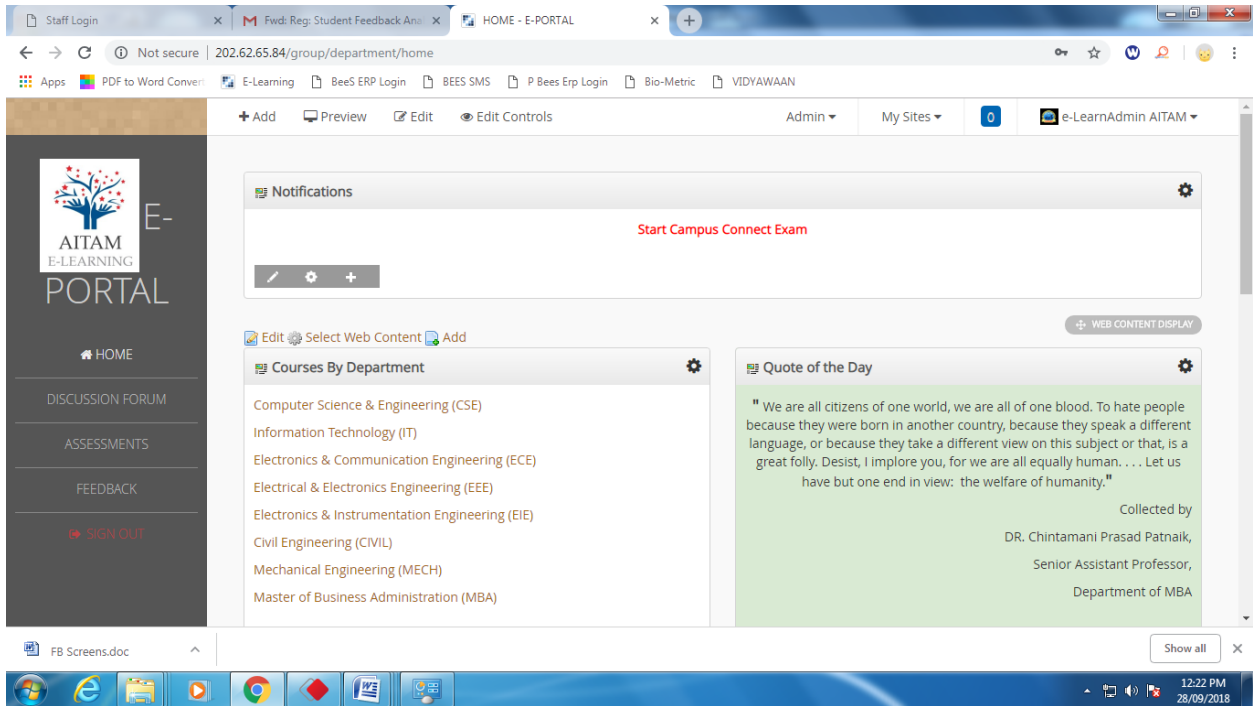 Staff Login
Fwd: Reg: Student Feedback Ana
HOME - E-PORTAL
Not secure | 202.62.65.84/group/department/home
Apps PDF to Word Convert E-Learning BeeS ERP Login BEES SMS P Bees Erp Login Bio-Metric VIDYAWAAN
Add Preview Edit Edit Controls Admin My Sites 0 e-LearnAdmin AITAM
AITAM
E-LEARNING
E-
PORTAL
HOME
DISCUSSION FORUM
ASSESSMENTS
FEEDBACK
SIGN OUT
Notifications
Start Campus Connect Exam
WEB CONTENT DISPLAY
Edit Select Web Content Add
Courses By Department
Computer Science & Engineering (CSE)
Information Technology (IT)
Electronics & Communication Engineering (ECE)
Electrical & Electronics Engineering (EEE)
Electronics & Instrumentation Engineering (EIE)
Civil Engineering (CIVIL)
Mechanical Engineering (MECH)
Master of Business Administration (MBA)
Quote of the Day
" We are all citizens of one world, we are all of one blood. To hate people
because they were born in another country, because they speak a different
language, or because they take a different view on this subject or that, is a
great folly. Desist, I implore you, for we are all equally human. . . . Let us
have but one end in view: the welfare of humanity."
Collected by
DR. Chintamani Prasad Patnaik,
Senior Assistant Professor,
Department of MBA
FB Screens.doc
Show all
12:22 PM
28/09/2018